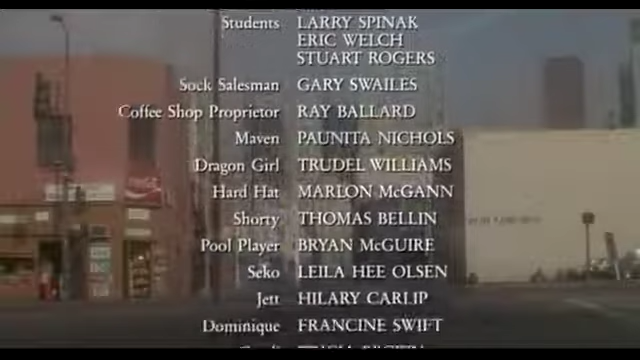 Students LARRY SPINAK
ERIC WELCH
STUART ROGERS
Sock Salesman GARY SWAILES
Coffee Shop Proprietor RAY BALLARD
Maven PAUNITA NICHOLS
Dragon Girl TRUDEL WILLIAMS
Hard Hat MARLON McGANN
Shorty THOMAS BELLIN
Pool Player BRYAN McGUIRE
Seko LEILA HEE OLSEN
Jett HILARY CARLIP
Dominique FRANCINE SWIFT